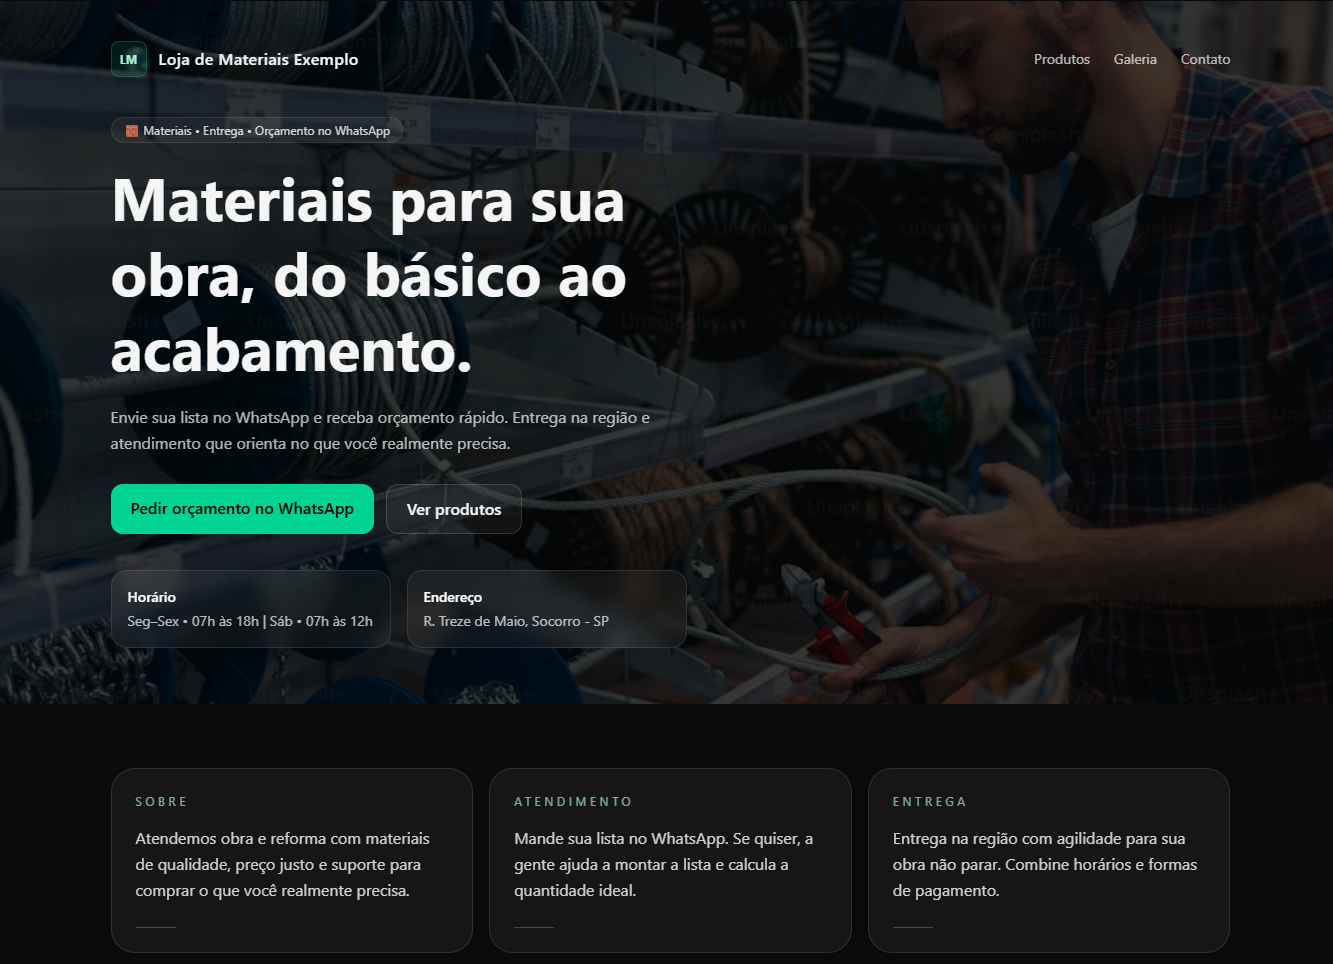 LM
Loja de Materiais Exemplo
Produtos
Galeria
Contato
Materiais • Entrega • Orçamento no WhatsApp
Materiais para sua
obra, do básico ao
acabamento.
Envie sua lista no WhatsApp e receba orçamento rápido. Entrega na região e
atendimento que orienta no que você realmente precisa.
Pedir orçamento no WhatsApp
Ver produtos
Horário
Seg–Sex • 07h às 18h | Sáb • 07h às 12h
Endereço
R. Treze de Maio, Socorro - SP
Unsplash+
SOBRE
Atendemos obra e reforma com materiais
de qualidade, preço justo e suporte para
comprar o que você realmente precisa.
ATENDIMENTO
Mande sua lista no WhatsApp. Se quiser, a
gente ajuda a montar a lista e calcula a
quantidade ideal.
ENTREGA
Entrega na região com agilidade para sua
obra não parar. Combine horários e formas
de pagamento.